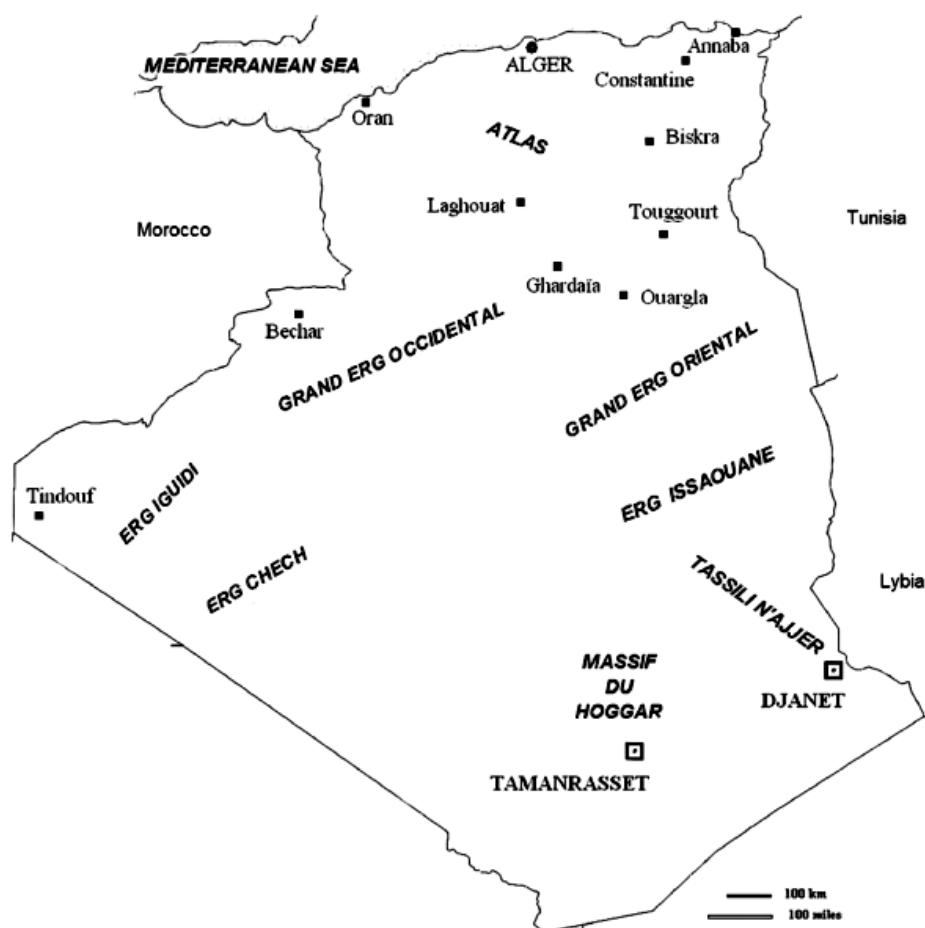 Annaba
MEDITERRANEAN SEA
ALGER
Constantine
Oran
ATLAS
Biskra
Laghouat
Touggourt
Morocco
Tunisia
Ghardaïa
Ouargla
Bechar
GRAND ERG OCCIDENTAL
GRAND ERG ORIENTAL
ERG ISSAOUANE
Tindouf
ERG IGUIDI
ERG CHECH
TASSILI N'AJJER
Lybia
MASSIF
DU
HOGGAR
DJANET
TAMANRASSET
100 km
100 miles